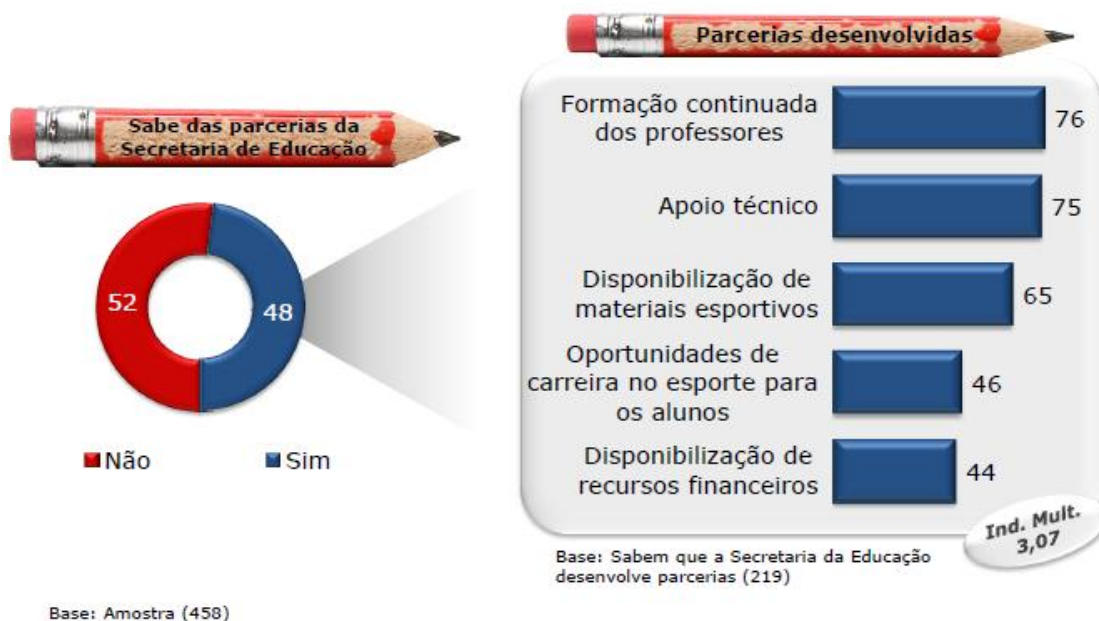 Sabe das parcerias da
Secretaria de Educação
52
48
Não
Sim
Base: Amostra (458)
Parcerias desenvolvidas
Formação continuada
dos professores
76
Apoio técnico
75
Disponibilização de
materiais esportivos
65
Oportunidades de
carreira no esporte para
os alunos
46
Disponibilização de
recursos financeiros
44
Ind. Mult.
3,07
Base: Sabem que a Secretaria da Educação
desenvolve parcerias (219)